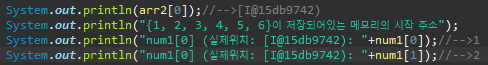 System.out.println(arr2[0]);//-->[I@15db9742)
System.out.println("{1, 2, 3, 4, 5, 6}이 저장되어있는 메모리의 시작 주소");
System.out.println("num1[0] (실제위치: [I@15db9742): "+num1[0]);//-->1
System.out.println("num1[0] (실제위치: [I@15db9742): "+num1[1]);//-->2